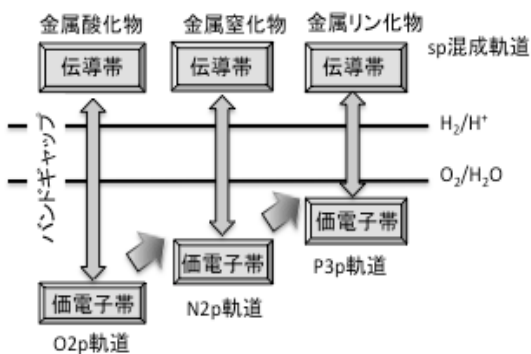 金属酸化物 金属窒化物 金属リン化物
伝導帯 伝導帯 伝導帯 sp混成軌道
バンドギャップ
H2/H+
O2/H2O
価電子帯
価電子帯
価電子帯
P3p軌道
N2p軌道
O2p軌道